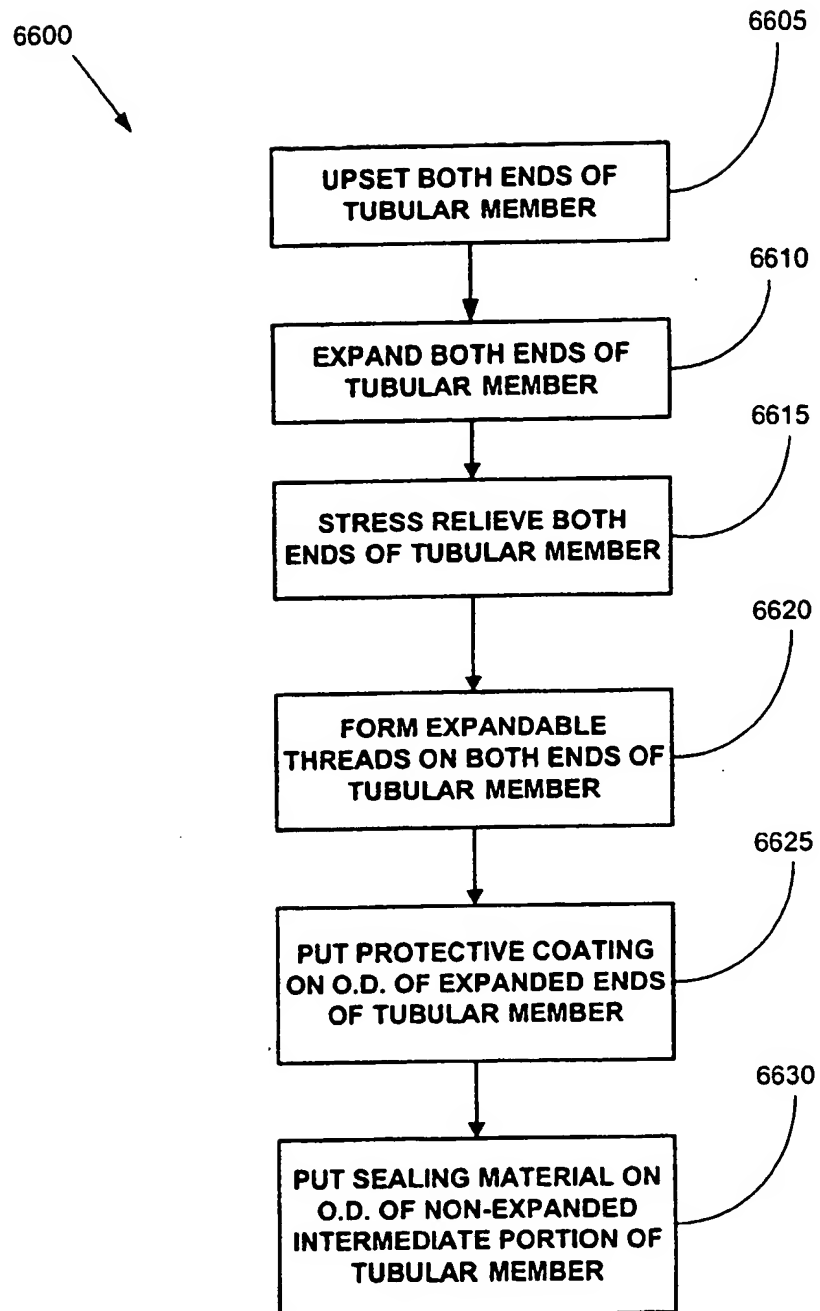 6600
6605
UPSET BOTH ENDS OF
TUBULAR MEMBER
6610
EXPAND BOTH ENDS OF
TUBULAR MEMBER
6615
STRESS RELIEVE BOTH
ENDS OF TUBULAR MEMBER
6620
FORM EXPANDABLE
THREADS ON BOTH ENDS OF
TUBULAR MEMBER
6625
PUT PROTECTIVE COATING
ON O.D. OF EXPANDED ENDS
OF TUBULAR MEMBER
6630
PUT SEALING MATERIAL ON
O.D. OF NON-EXPANDED
INTERMEDIATE PORTION OF
TUBULAR MEMBER